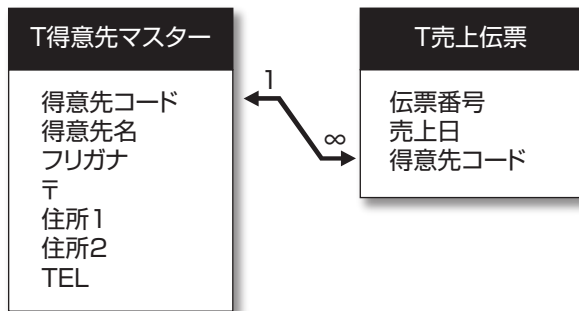 T得意先マスター
得意先コード
得意先名
フリガナ
〒
住所1
住所2
TEL
1
∞
T売上伝票
伝票番号
売上日
得意先コード